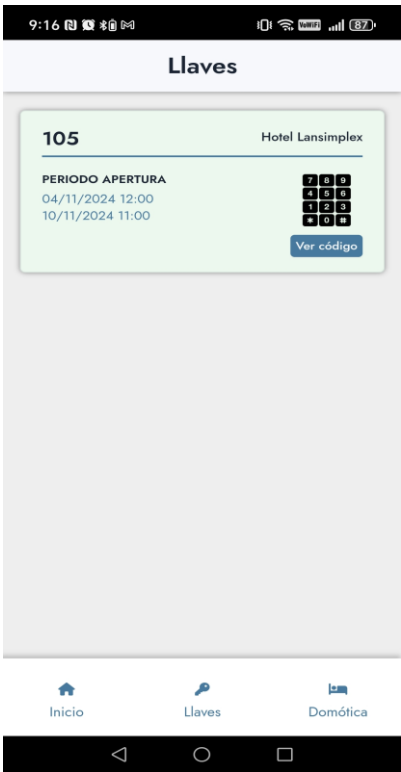 9:16
VoWiFi
87
Llaves
105
Hotel Lansimplex
PERIODO APERTURA
04/11/2024 12:00
10/11/2024 11:00
7 8 9
4 5 6
1 2 3
* 0 #
Ver código
Inicio
Llaves
Domótica